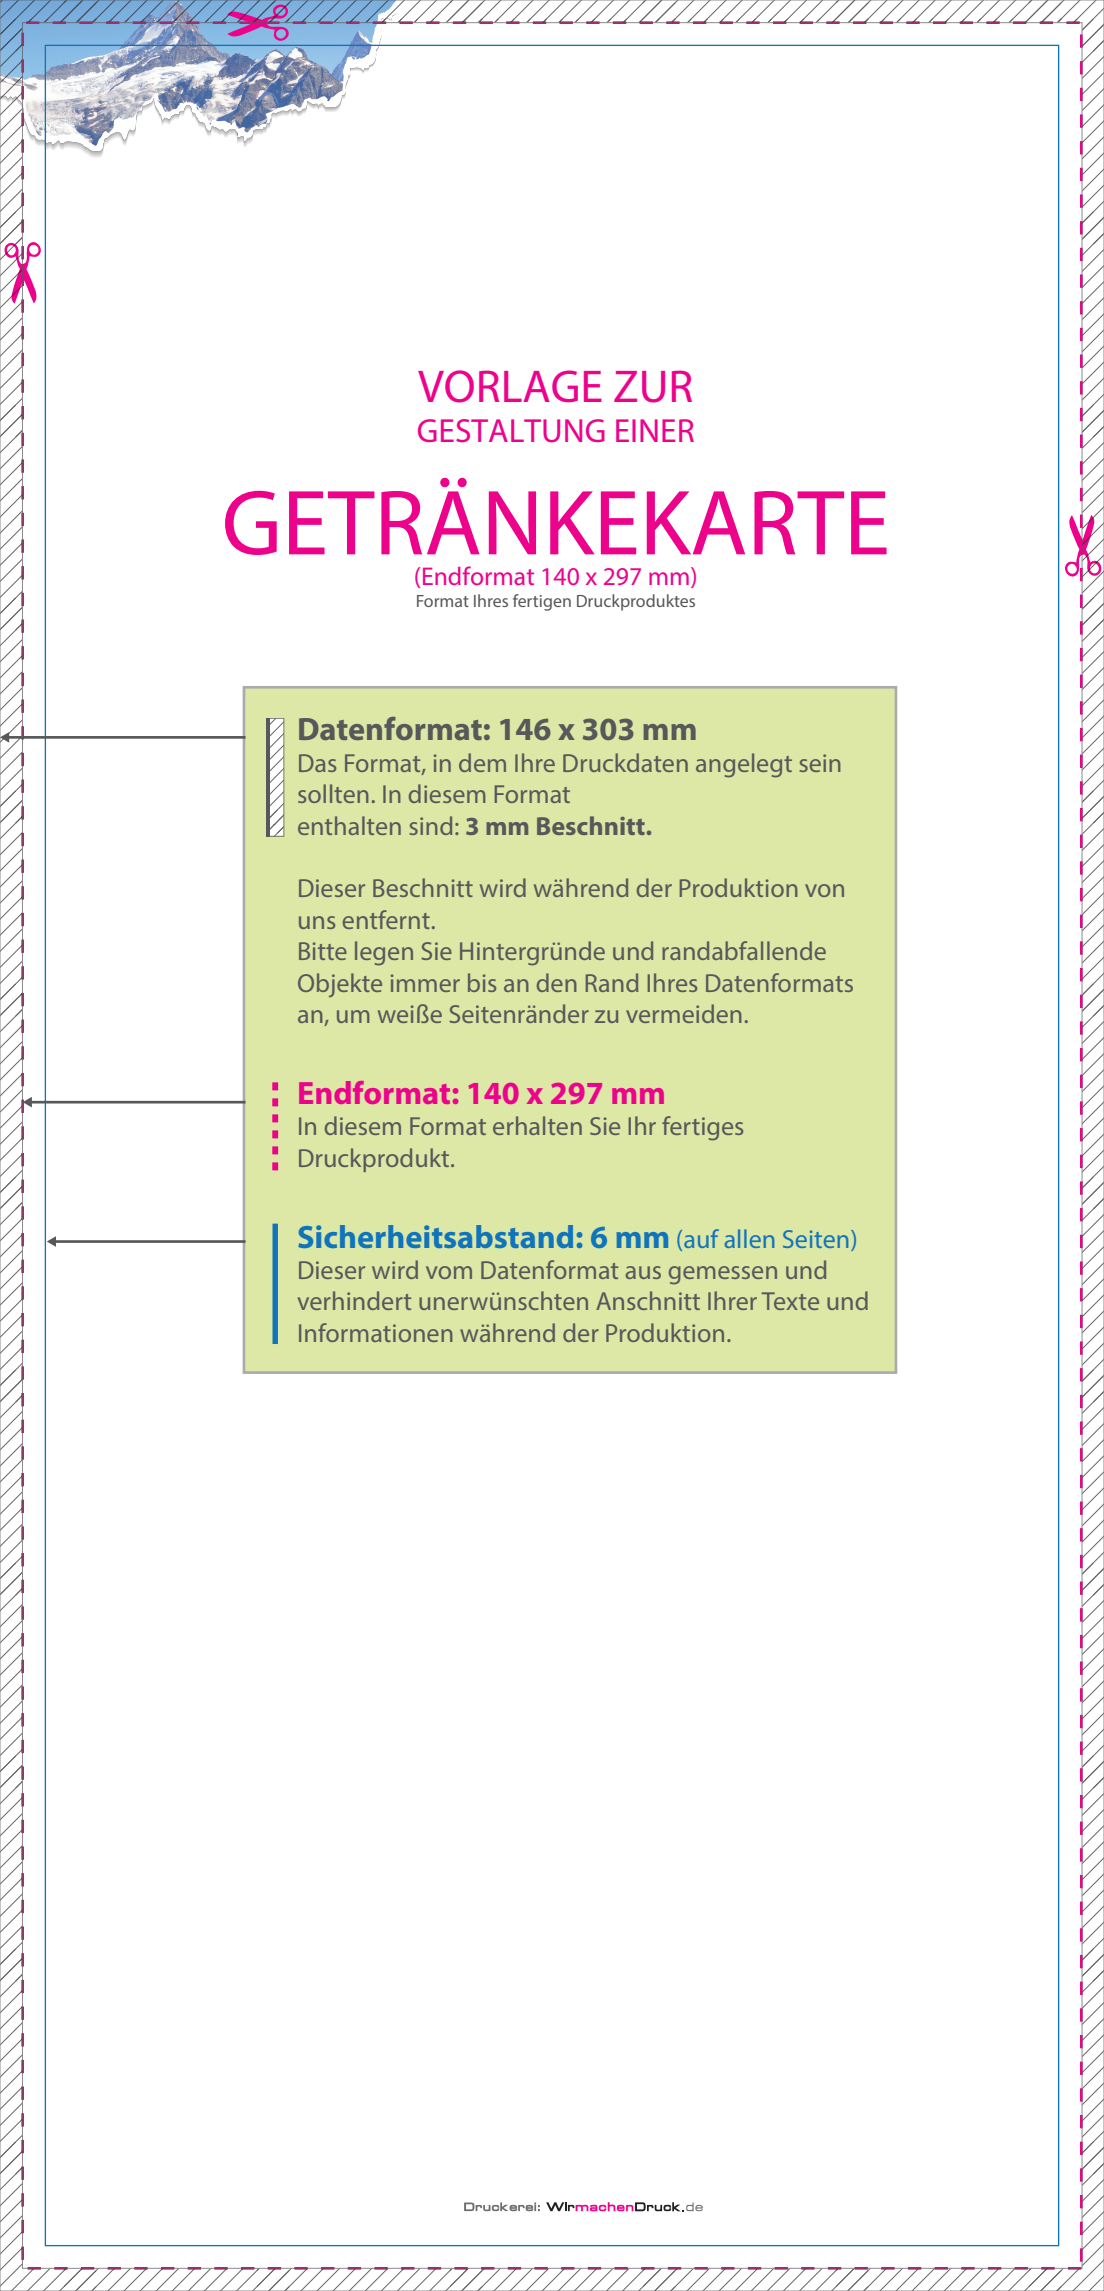 VORLAGE ZUR
GESTALTUNG EINER
GETRÄNKEKARTE
(Endformat 140 x 297 mm)
Format Ihres fertigen Druckproduktes
Datenformat: 146 x 303 mm
Das Format, in dem Ihre Druckdaten angelegt sein
sollten. In diesem Format
enthalten sind: 3 mm Beschnitt.
Dieser Beschnitt wird während der Produktion von
uns entfernt.
Bitte legen Sie Hintergründe und randabfallende
Objekte immer bis an den Rand Ihres Datenformats
an, um weiße Seitenränder zu vermeiden.
Endformat: 140 x 297 mm
In diesem Format erhalten Sie Ihr fertiges
Druckprodukt.
Sicherheitsabstand: 6 mm (auf allen Seiten)
Dieser wird vom Datenformat aus gemessen und
verhindert unerwünschten Anschnitt Ihrer Texte und
Informationen während der Produktion.
Druckerei: WIrmachenDruck.de